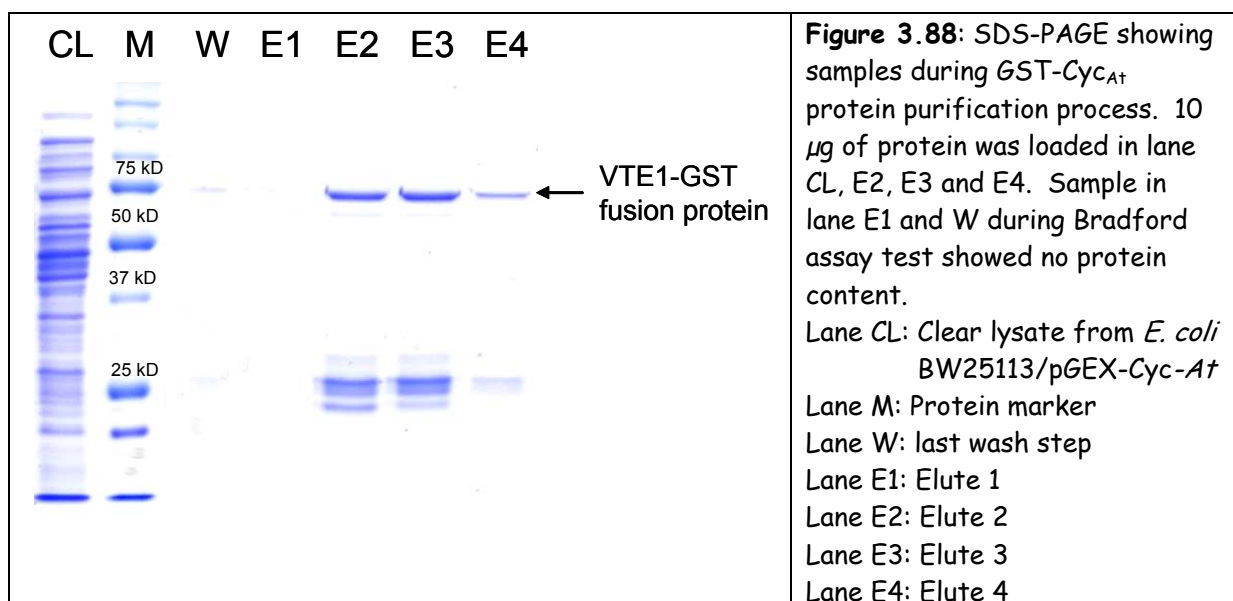 CL M W E1 E2 E3 E4
75 kD
50 kD
37 kD
25 kD
VTE1-GST
fusion protein
Figure 3.88: SDS-PAGE showing
samples during GST-CycAt
protein purification process. 10
µg of protein was loaded in lane
CL, E2, E3 and E4. Sample in
lane E1 and W during Bradford
assay test showed no protein
content.
Lane CL: Clear lysate from E. coli
BW25113/pGEX-Cyc-At
Lane M: Protein marker
Lane W: last wash step
Lane E1: Elute 1
Lane E2: Elute 2
Lane E3: Elute 3
Lane E4: Elute 4